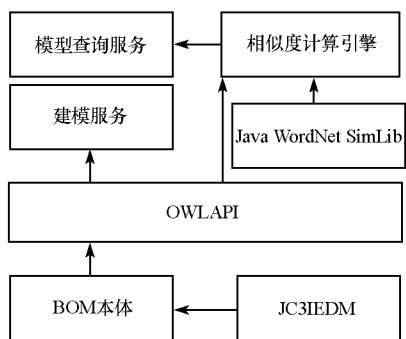 模型查询服务
相似度计算引擎
建模服务
Java WordNet SimLib
OWLAPI
BOM本体
JC3IEDM